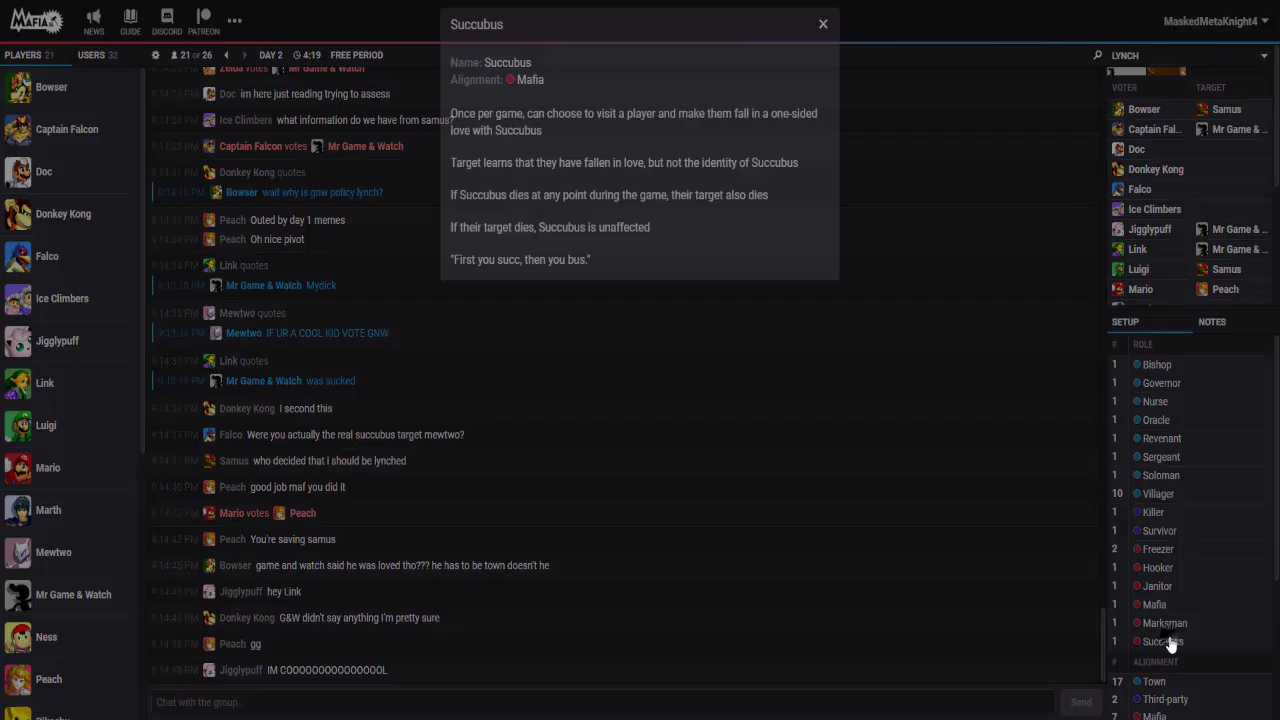 MAFIA
NEWS
GUIDE
DISCORD
PATREON
MaskedMetaKnight4
PLAYERS 21
USERS 32
21 of 26
DAY 2
4:19
FREE PERIOD
LYNCH
Bowser
Captain Falcon
Doc
Donkey Kong
Falco
Ice Climbers
Jigglypuff
Link
Luigi
Mario
Marth
Mewtwo
Mr Game & Watch
Ness
Peach
Zelda votes Mr Game & Watch
Doc im here just reading trying to assess
Ice Climbers what information do we have from samus?
Captain Falcon votes Mr Game & Watch
Donkey Kong quotes
Bowser wait why is gnw policy lynch?
Peach Outed by day 1 memes
Peach Oh nice pivot
Link quotes
Mr Game & Watch Mydick
Mewtwo quotes
Mewtwo IF UR A COOL KID VOTE GNW
Link quotes
Mr Game & Watch was sucked
Donkey Kong I second this
Falco Were you actually the real succubus target mewtwo?
Samus who decided that I should be lynched
Peach good job maf you did it
Mario votes Peach
Peach You're saving samus
Bowser game and watch said he was loved tho??? he has to be town doesn't he
Jigglypuff hey Link
Donkey Kong G&W didn't say anything I'm pretty sure
Peach gg
Jigglypuff IM COOOOOOOOOOOOOOOL
Chat with the group...
Send
Succubus
Name: Succubus
Alignment: Mafia
Once per game, can choose to visit a player and make them fall in a one-sided
love with Succubus
Target learns that they have fallen in love, but not the identity of Succubus
If Succubus dies at any point during the game, their target also dies
If their target dies, Succubus is unaffected
"First you succ, then you bus."
VOTER TARGET
Bowser Samus
Captain Fal... Mr Game & ...
Doc
Donkey Kong
Falco
Ice Climbers
Jigglypuff Mr Game & ...
Link Mr Game & ...
Luigi Samus
Mario Peach
SETUP NOTES
# ROLE
1 Bishop
1 Governor
1 Nurse
1 Oracle
1 Revenant
1 Sergeant
1 Soloman
10 Villager
1 Killer
1 Survivor
2 Freezer
1 Hooker
1 Janitor
1 Mafia
1 Marksman
1 Succubus
# ALIGNMENT
17 Town
2 Third-party
7 Mafia